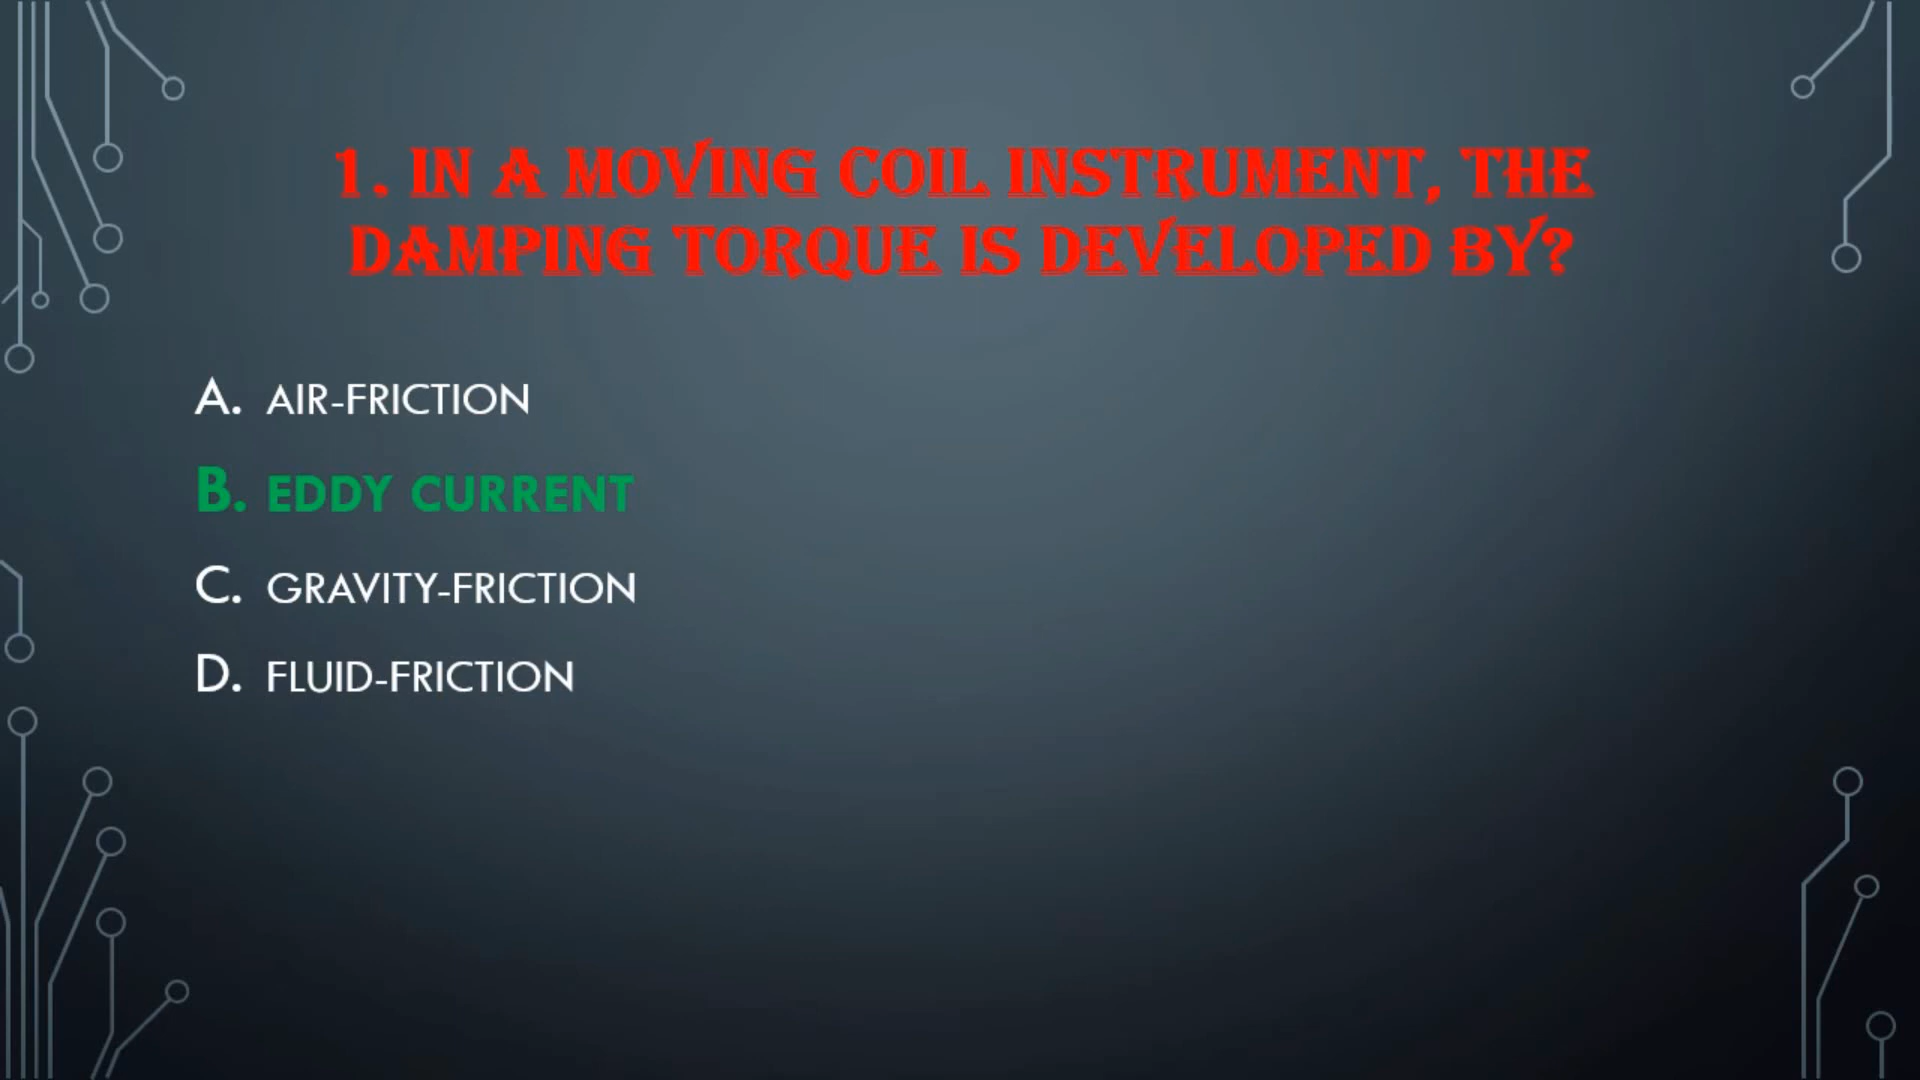 1. IN A MOVING COIL INSTRUMENT, THE
DAMPING TORQUE IS DEVELOPED BY?
A. AIR-FRICTION
B. EDDY CURRENT
C. GRAVITY-FRICTION
D. FLUID-FRICTION